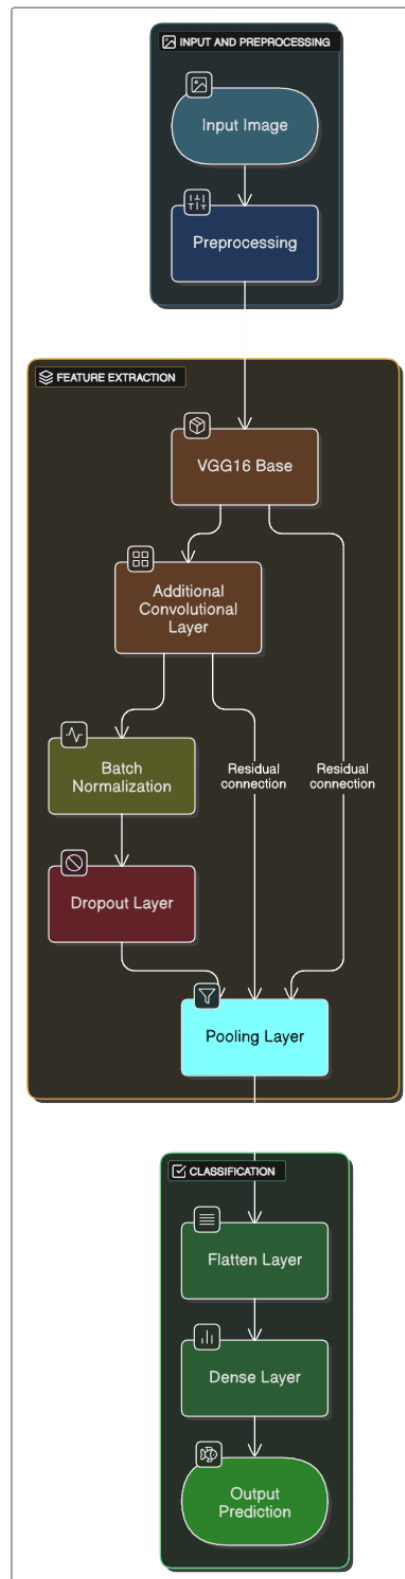 INPUT AND PREPROCESSING
Input Image
Preprocessing
FEATURE EXTRACTION
VGG16 Base
Additional
Convolutional
Layer
Batch
Normalization
Residual
connection
Residual
connection
Dropout Layer
Pooling Layer
CLASSIFICATION
Flatten Layer
Dense Layer
Output
Prediction